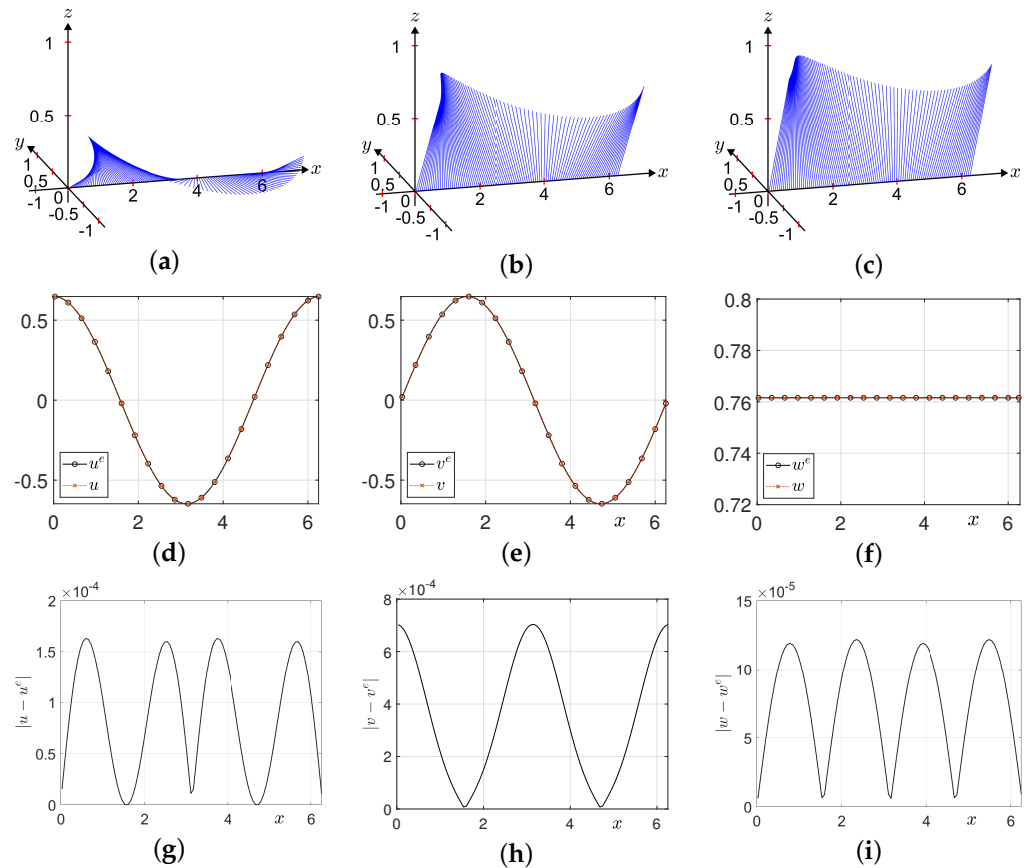 z
1
0.5
y
1
0.5
0
-0.5
-1
-1
2
4
6
x
(a)
z
1
0.5
y
1
0.5
0
-0.5
-1
-1
2
4
6
x
(b)
z
1
0.5
y
1
0.5
0
-0.5
-1
-1
2
4
6
x
(c)
0.5
0
-0.5
u^e
u
0 2 4 6
(d)
0.5
0
-0.5
v^e
v
0 2 4 x 6
(e)
0.8
0.78
0.76
0.74
0.72
w^e
w
0 2 4 x 6
(f)
×10^-4
2
1.5
1
0.5
0
|u − u^e|
0 2 4 x 6
(g)
×10^-4
8
6
4
2
0
|v − v^e|
0 2 4 x 6
(h)
×10^-5
15
10
5
0
|w − w^e|
0 2 4 x 6
(i)